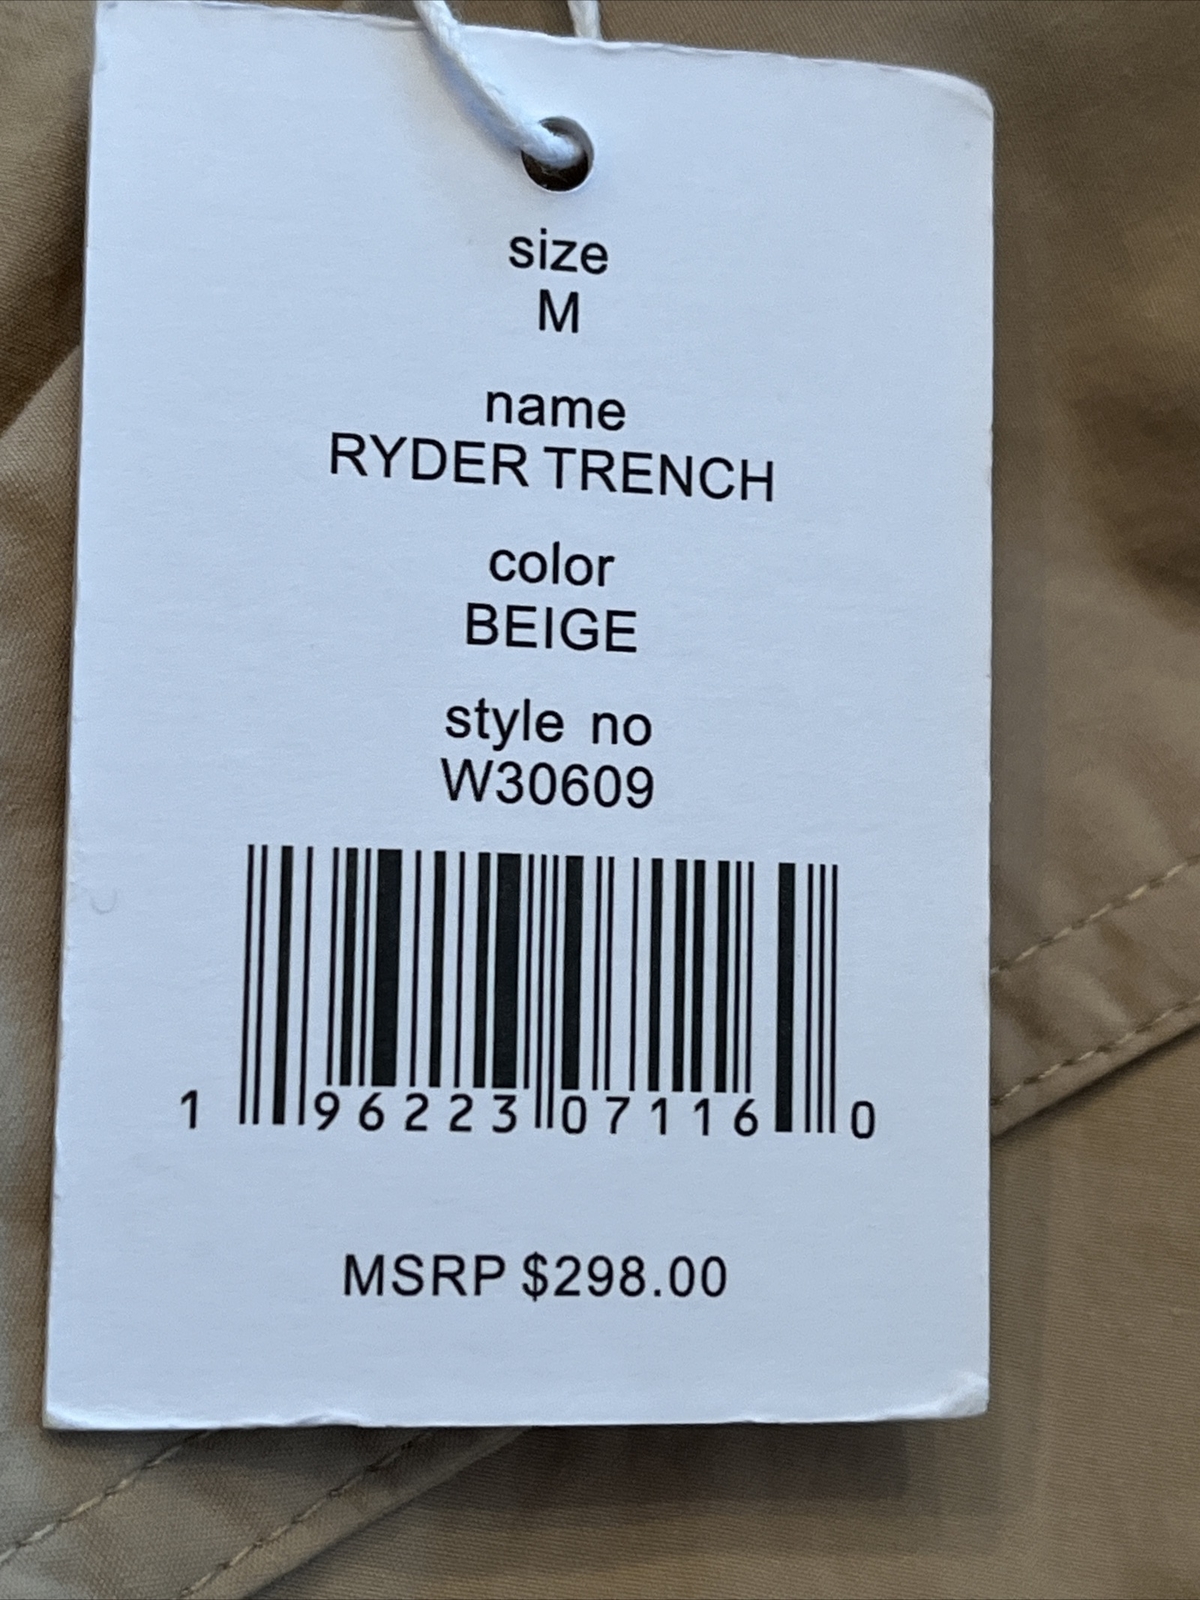 size
M
name
RYDER TRENCH
color
BEIGE
style no
W30609
1 96223 07116 0
MSRP $298.00